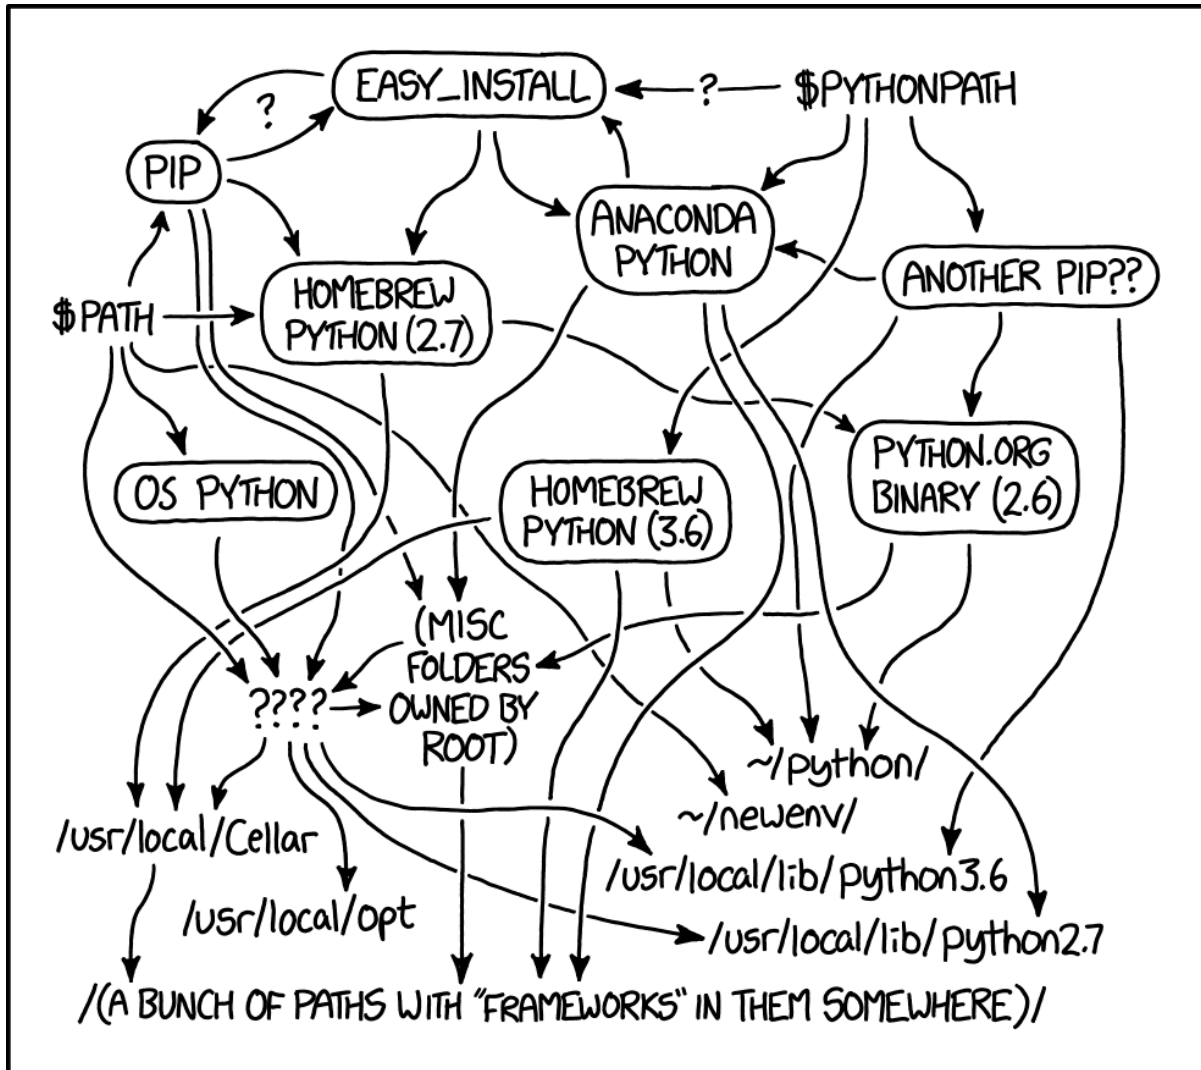 EASY_INSTALL
?
$PYTHONPATH
?
PIP
ANACONDA
PYTHON
ANOTHER PIP??
HOMEBREW
PYTHON (2.7)
$PATH
OS PYTHON
HOMEBREW
PYTHON (3.6)
PYTHON.ORG
BINARY (2.6)
(MISC
FOLDERS
OWNED BY
ROOT)
????
~/python/
~/newenv/
/usr/local/Cellar
/usr/local/lib/python3.6
/usr/local/opt
/usr/local/lib/python2.7
/(A BUNCH OF PATHS WITH "FRAMEWORKS" IN THEM SOMEWHERE)/